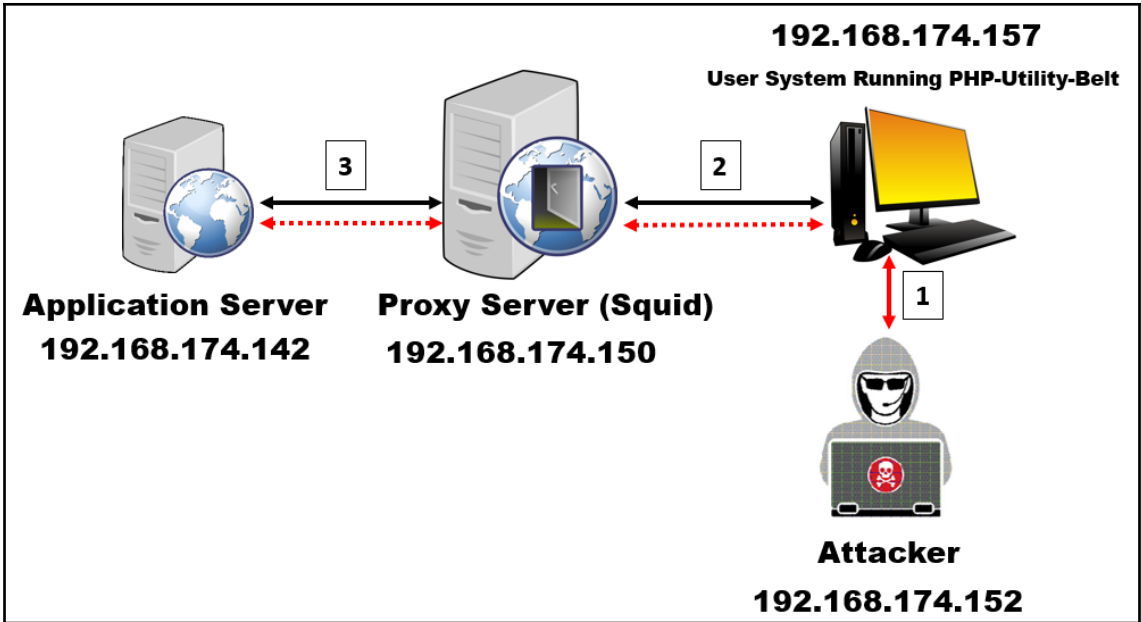 192.168.174.157
User System Running PHP-Utility-Belt
3
2
Application Server
192.168.174.142
Proxy Server (Squid)
192.168.174.150
1
Attacker
192.168.174.152